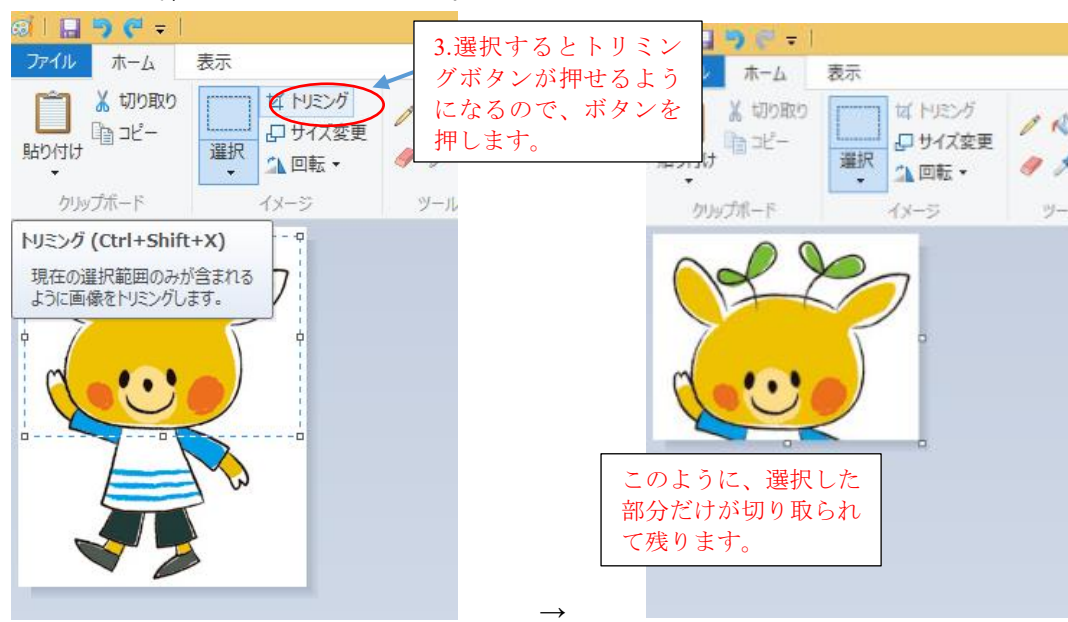 ファイル
ホーム
表示
切り取り
コピー
貼り付け
クリップボード
トリミング
サイズ変更
選択
回転
イメージ
ツール
トリミング (Ctrl+Shift+X)
現在の選択範囲のみが含まれる
ように画像をトリミングします。
3.選択するとトリミン
グボタンが押せるよう
になるので、ボタンを
押します。
→
ホーム
表示
切り取り
コピー
クリップボード
トリミング
サイズ変更
選択
回転
イメージ
このように、選択した
部分だけが切り取られ
て残ります。